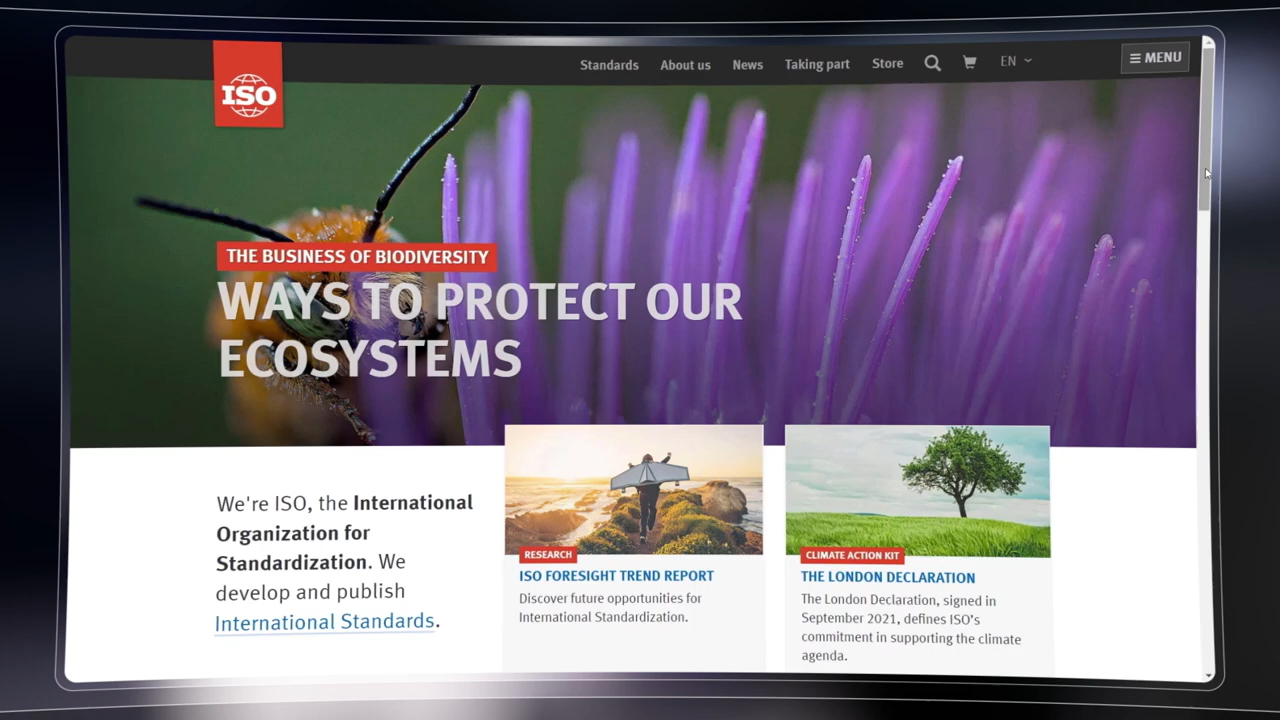 Standards About us News Taking part Store EN MENU
ISO
THE BUSINESS OF BIODIVERSITY
WAYS TO PROTECT OUR
ECOSYSTEMS
We're ISO, the International
Organization for
Standardization. We
develop and publish
International Standards.
RESEARCH
ISO FORESIGHT TREND REPORT
Discover future opportunities for
International Standardization.
CLIMATE ACTION KIT
THE LONDON DECLARATION
The London Declaration, signed in
September 2021, defines ISO's
commitment in supporting the climate
agenda.